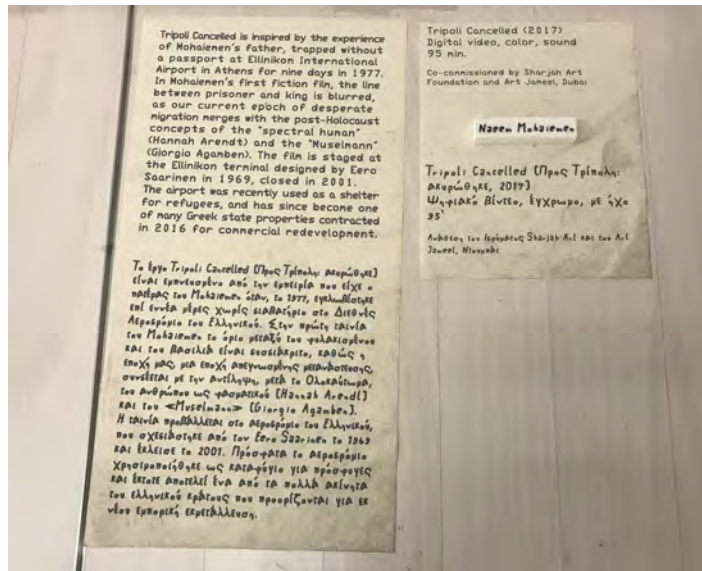 Tripoli Cancelled is inspired by the experience
of Mohaiemen's father, trapped without
a passport at Ellinikon International
Airport in Athens for nine days in 1977.
In Mohaiemen's first fiction film, the line
between prisoner and king is blurred,
as our current epoch of desperate
migration merges with the post-Holocaust
concepts of the "spectral human"
(Hannah Arendt) and the "Muselmann"
(Giorgio Agamben). The film is staged at
the Ellinikon terminal designed by Eero
Saarinen in 1969, closed in 2001.
The airport was recently used as a shelter
for refugees, and has since become one
of many Greek state properties contracted
in 2016 for commercial redevelopment.
Το έργο Tripoli Cancelled [Προς Τρίπολη: ακυρώθηκε]
είναι εμπνευσμένο από την εμπειρία που είχε ο
πατέρας του Mohaiemen όταν, το 1977, εγκλωβίστηκε
επί εννέα μέρες χωρίς διαβατήριο στο Διεθνές
Αεροδρόμιο του Ελληνικού. Στην πρώτη ταινία
του Mohaiemen το όριο μεταξύ του φυλακισμένου
και του βασιλιά είναι δυσδιάκριτο, καθώς η
εποχή μας, μια εποχή απεγνωσμένης μετανάστευσης,
συνδέεται με την αντίληψη, μετά το Ολοκαύτωμα,
του ανθρώπου ως φασματικού [Hannah Arendt]
και του «Muselmann» [Giorgio Agamben].
Η ταινία προβάλλεται στο αεροδρόμιο του Ελληνικού,
που σχεδιάστηκε από τον Eero Saarinen το 1969
και έκλεισε το 2001. Πρόσφατα το αεροδρόμιο
χρησιμοποιήθηκε ως καταφύγιο για πρόσφυγες
και έκτοτε αποτελεί ένα από τα πολλά ακίνητα
του ελληνικού κράτους που προορίζονται για εκ
νέου εμπορική εκμετάλλευση.
Tripoli Cancelled (2017)
Digital video, color, sound
95 min.
Co-commissioned by Sharjah Art
Foundation and Art Jameel, Dubai
Naeem Mohaiemen
Tripoli Cancelled [Προς Τρίπολη:
ακυρώθηκε, 2017]
Ψηφιακό βίντεο, έγχρωμο, με ήχο
95'
Ανάθεση του Ιδρύματος Sharjah Art και του Art
Jameel, Ντουμπάι